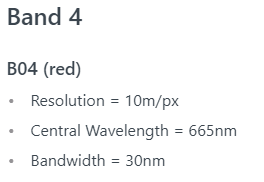 Band 4
B04 (red)
• Resolution = 10m/px
• Central Wavelength = 665nm
• Bandwidth = 30nm